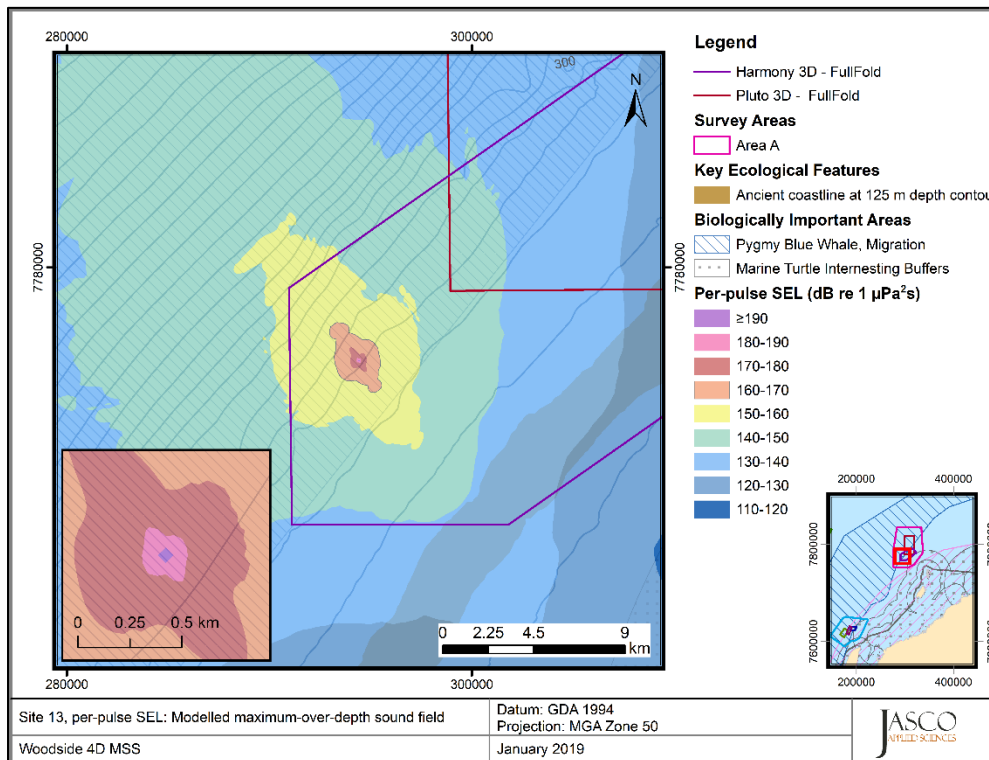 280000
300000
300
N
7780000
7780000
0 0.25 0.5 km
0 2.25 4.5 9
km
280000
300000
Legend
Harmony 3D - FullFold
Pluto 3D - FullFold
Survey Areas
Area A
Key Ecological Features
Ancient coastline at 125 m depth contou
Biologically Important Areas
Pygmy Blue Whale, Migration
Marine Turtle Internesting Buffers
Per-pulse SEL (dB re 1 µPa²s)
≥190
180-190
170-180
160-170
150-160
140-150
130-140
120-130
110-120
200000
400000
7800000
7600000
200000
400000
Site 13, per-pulse SEL: Modelled maximum-over-depth sound field
Datum: GDA 1994
Projection: MGA Zone 50
Woodside 4D MSS
January 2019
JASCO
APPLIED SCIENCES